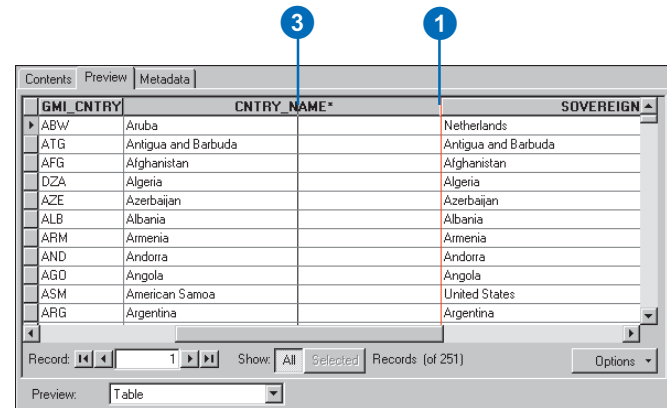 3 1
Contents Preview Metadata
GMI_CNTRY CNTRY_NAME* SOVEREIGN
ABW Aruba Netherlands
ATG Antigua and Barbuda Antigua and Barbuda
AFG Afghanistan Afghanistan
DZA Algeria Algeria
AZE Azerbaijan Azerbaijan
ALB Albania Albania
ARM Armenia Armenia
AND Andorra Andorra
AGO Angola Angola
ASM American Samoa United States
ARG Argentina Argentina
Record: 1 Show: All Selected Records (of 251) Options
Preview: Table